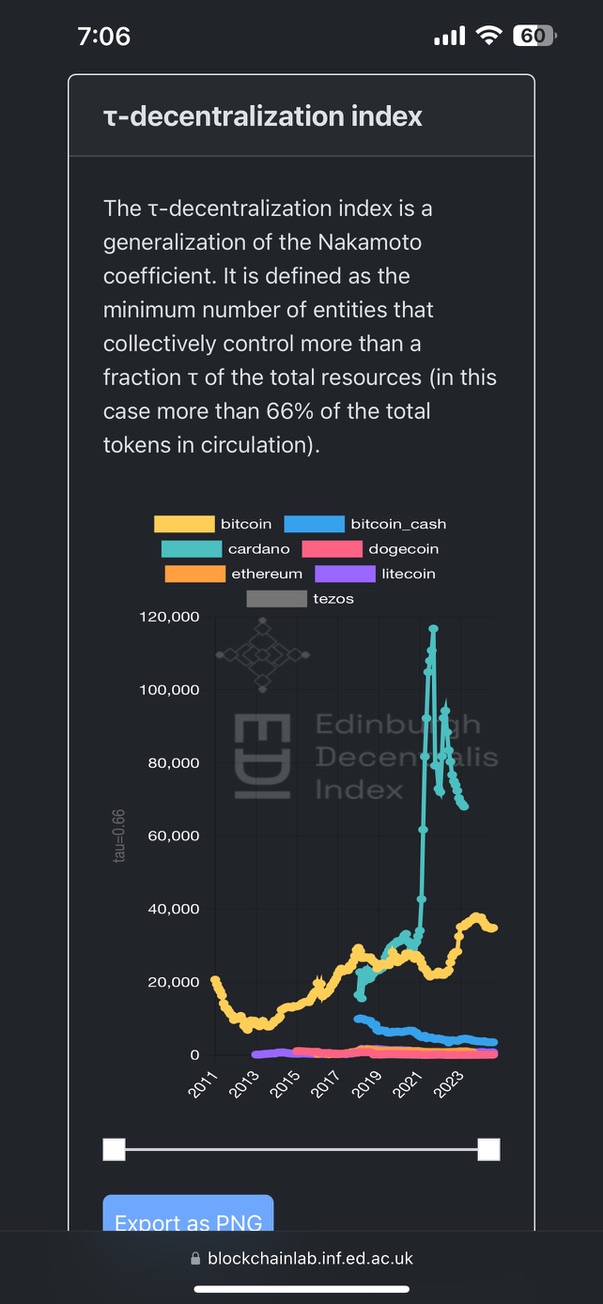 7:06
60
τ-decentralization index
The τ-decentralization index is a
generalization of the Nakamoto
coefficient. It is defined as the
minimum number of entities that
collectively control more than a
fraction τ of the total resources (in this
case more than 66% of the total
tokens in circulation).
bitcoin bitcoin_cash
cardano dogecoin
ethereum litecoin
tezos
120,000
100,000
80,000
60,000
40,000
20,000
0
tau=0.66
EDI
Edinburgh
Decentralis
Index
2011 2013 2015 2017 2019 2021 2023
Export as PNG
blockchainlab.inf.ed.ac.uk